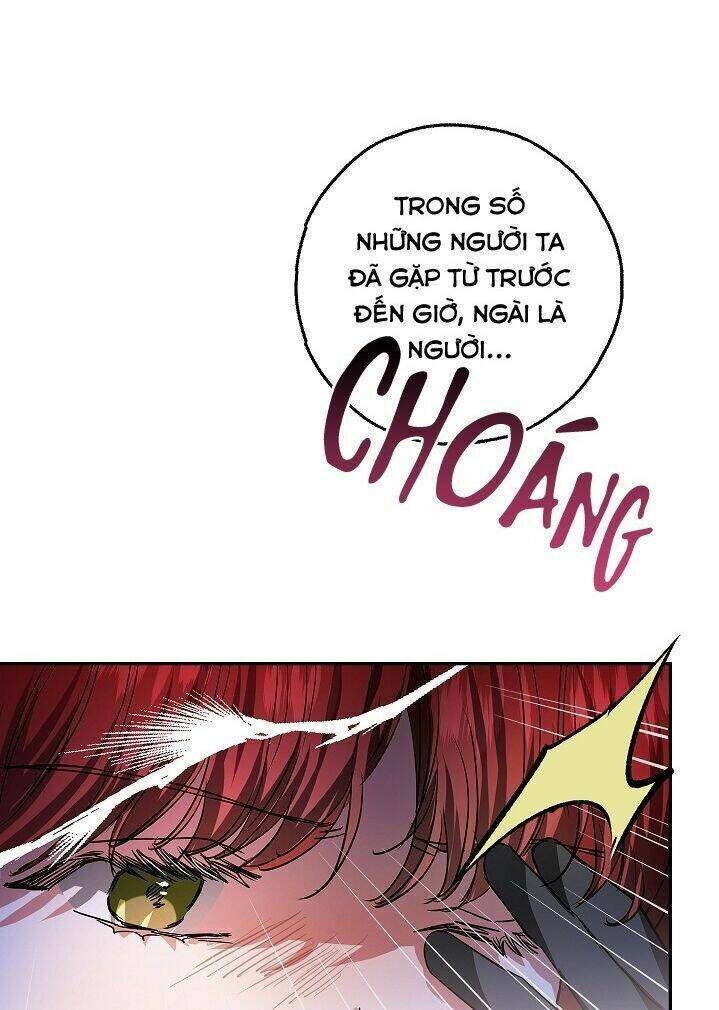 TRONG SỐ
NHỮNG NGƯỜI TA
ĐÃ GẶP TỪ TRƯỚC
ĐẾN GIỜ, NGÀI LÀ
NGƯỜI...
CHOÁNG